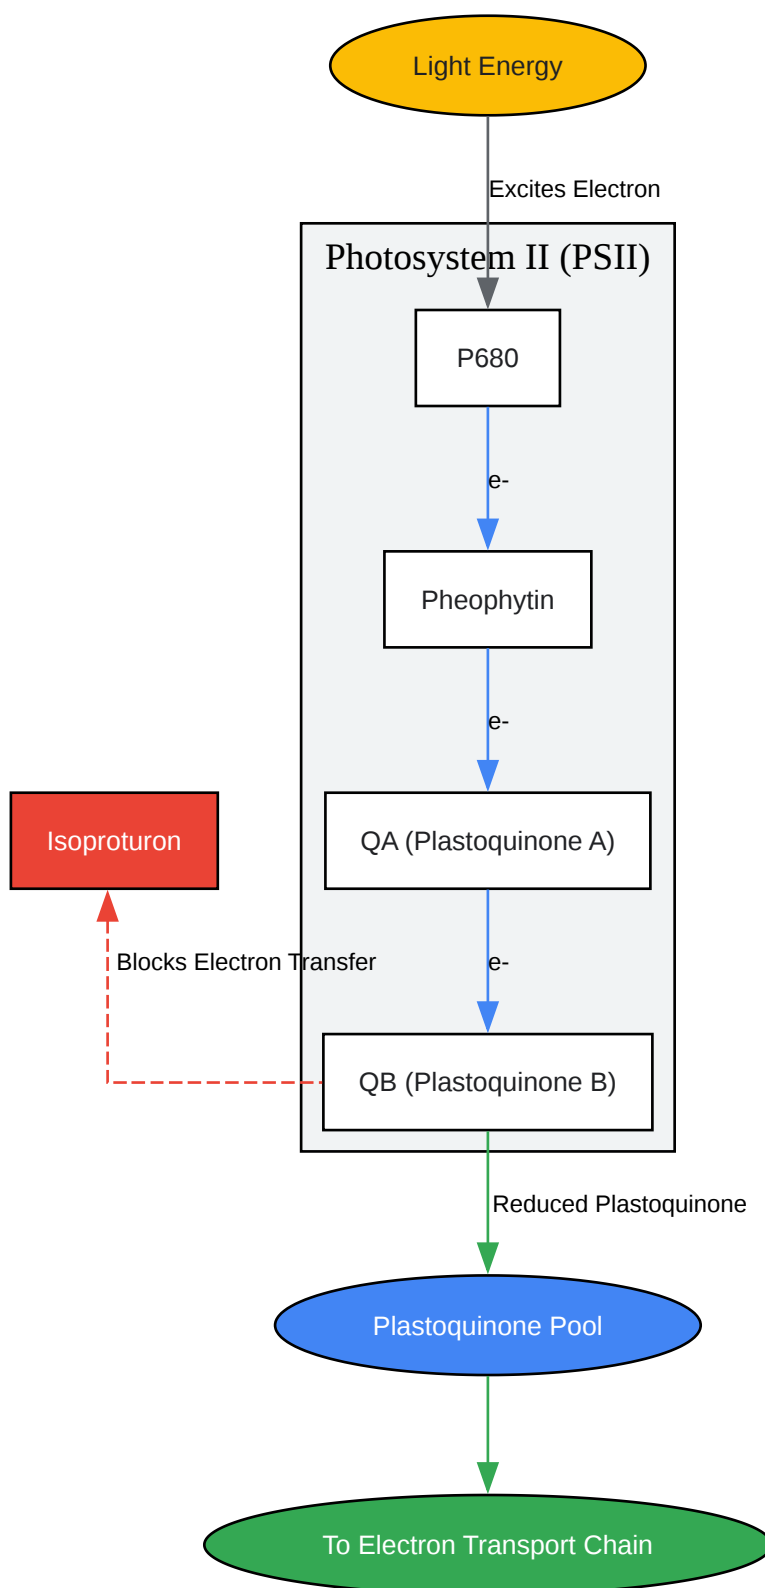 Light Energy
Excites Electron
Photosystem II (PSII)
P680
e-
Pheophytin
e-
Isoproturon
QA (Plastoquinone A)
Blocks Electron Transfer
e-
QB (Plastoquinone B)
Reduced Plastoquinone
Plastoquinone Pool
To Electron Transport Chain